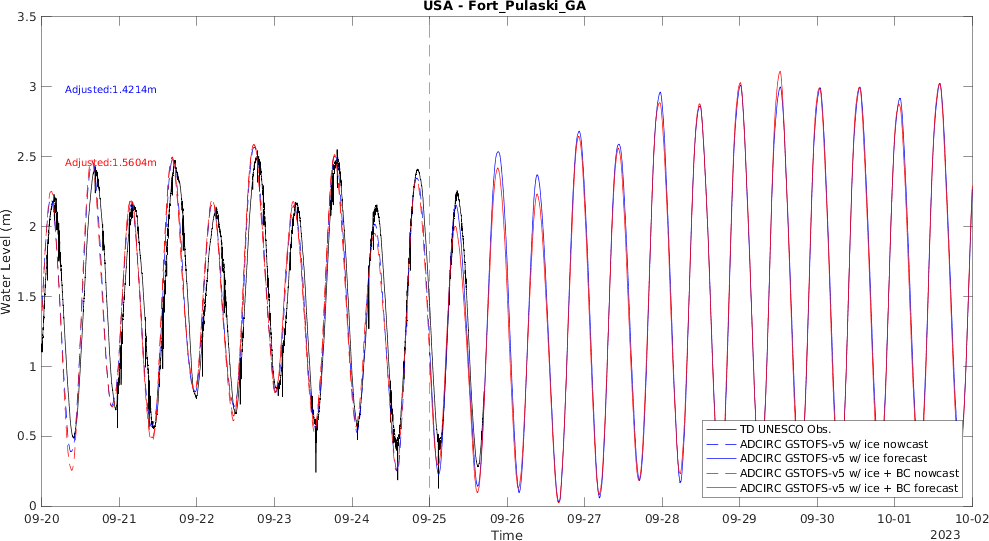 USA - Fort_Pulaski_GA
3.5
3
2.5
2
1.5
1
0.5
0
Water Level (m)
Adjusted:1.4214m
Adjusted:1.5604m
TD UNESCO Obs.
ADCIRC GSTOFS-v5 w/ ice nowcast
ADCIRC GSTOFS-v5 w/ ice forecast
ADCIRC GSTOFS-v5 w/ ice + BC nowcast
ADCIRC GSTOFS-v5 w/ ice + BC forecast
09-20 09-21 09-22 09-23 09-24 09-25 09-26 09-27 09-28 09-29 09-30 10-01 10-02
Time
2023